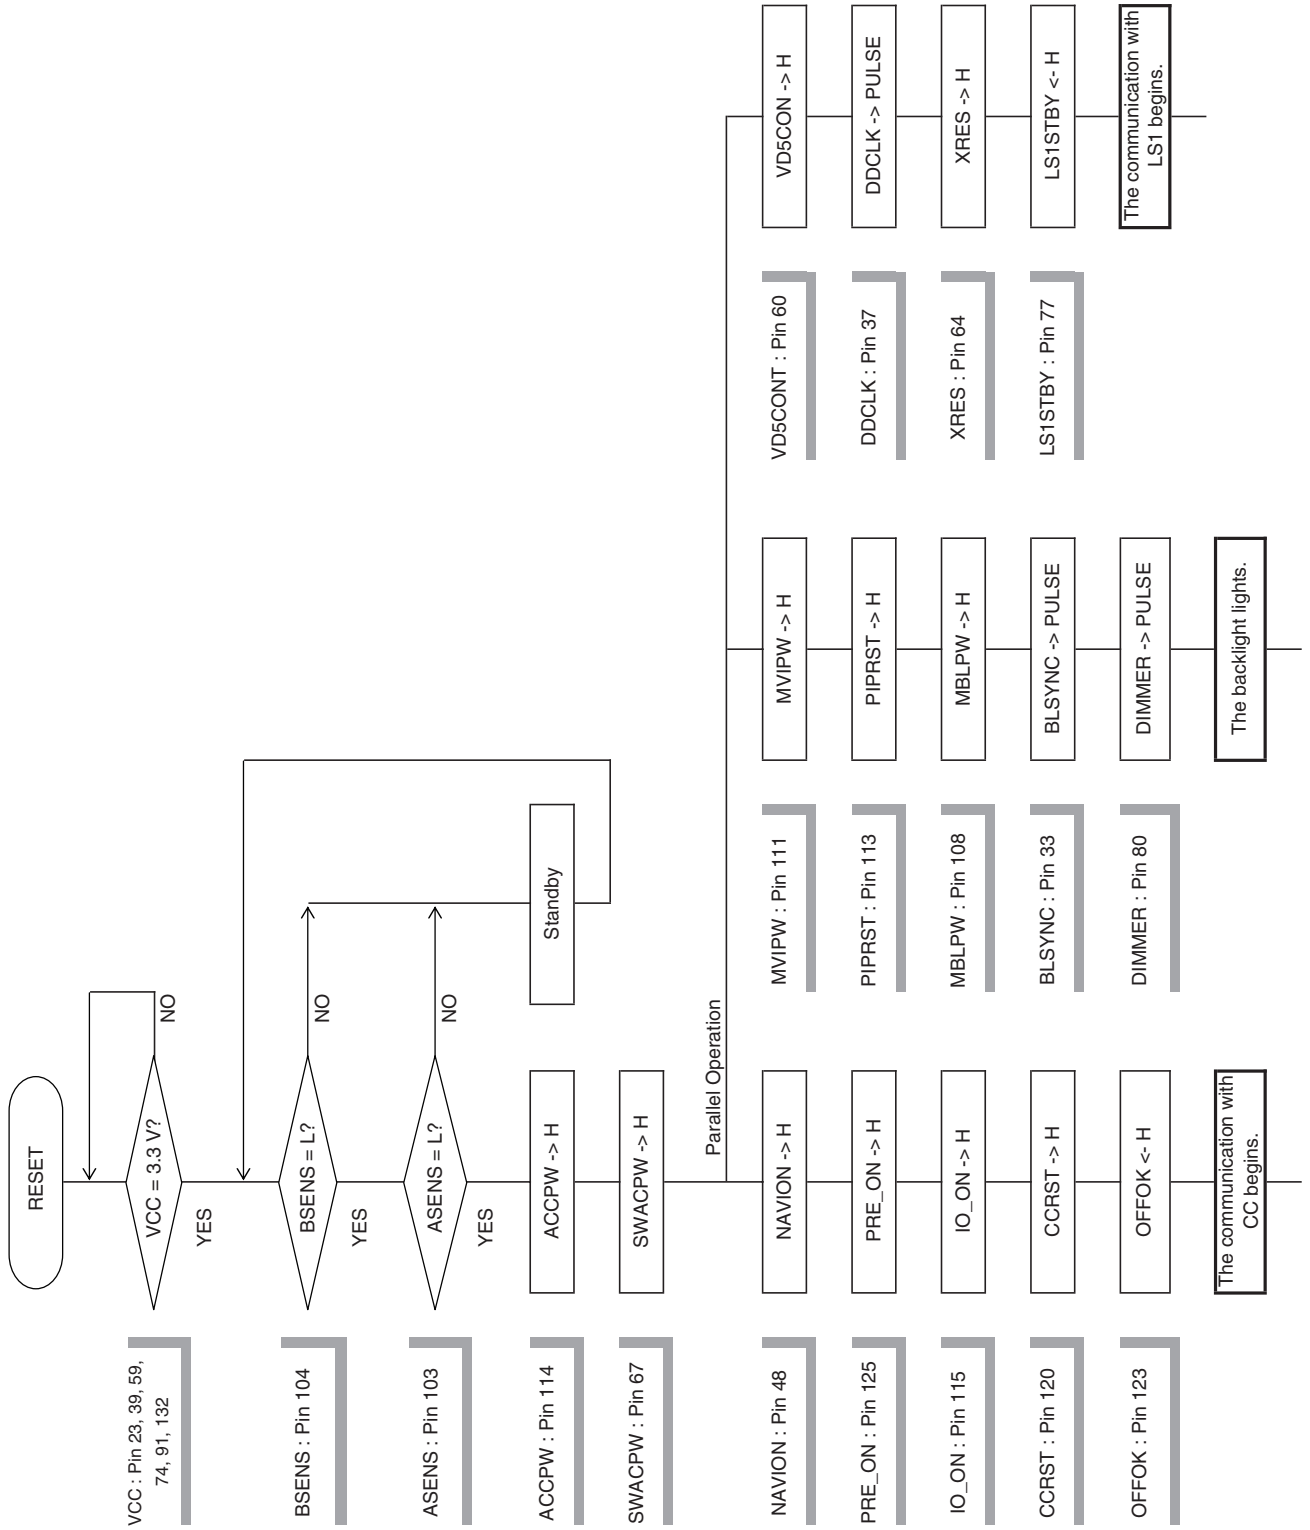 RESET
VCC : Pin 23, 39, 59,
74, 91, 132
VCC = 3.3 V?
NO
YES
BSENS : Pin 104
BSENS = L?
NO
YES
ASENS : Pin 103
ASENS = L?
NO
YES
Standby
ACCPW : Pin 114
ACCPW -> H
SWACPW : Pin 67
SWACPW -> H
Parallel Operation
NAVION : Pin 48
NAVION -> H
PRE_ON : Pin 125
PRE_ON -> H
IO_ON : Pin 115
IO_ON -> H
CCRST : Pin 120
CCRST -> H
OFFOK : Pin 123
OFFOK <- H
The communication with
CC begins.
MVIPW : Pin 111
MVIPW -> H
PIPRST : Pin 113
PIPRST -> H
MBLPW : Pin 108
MBLPW -> H
BLSYNC : Pin 33
BLSYNC -> PULSE
DIMMER : Pin 80
DIMMER -> PULSE
The backlight lights.
VD5CONT : Pin 60
VD5CON -> H
DDCLK : Pin 37
DDCLK -> PULSE
XRES : Pin 64
XRES -> H
LS1STBY : Pin 77
LS1STBY <- H
The communication with
LS1 begins.